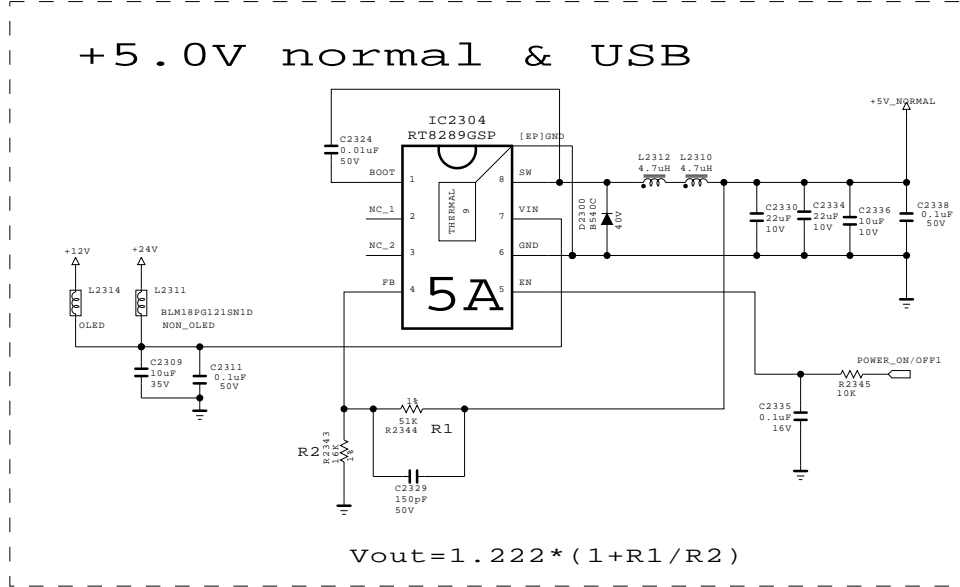 +5.0V normal & USB
+5V_NORMAL
IC2304
RT8289GSP
[EP]GND
C2324
0.01uF
50V
L2312
4.7uH
L2310
4.7uH
BOOT
1
8
SW
THERMAL
9
D2300
B540C
40V
C2330
22uF
10V
C2334
22uF
10V
C2336
10uF
10V
C2338
0.1uF
50V
NC_1
2
7
VIN
NC_2
3
6
GND
FB
4
5A
5
EN
+12V
+24V
L2314
L2311
BLM18PG121SN1D
OLED
NON_OLED
C2309
10uF
35V
C2311
0.1uF
50V
POWER_ON/OFF1
R2345
10K
C2335
0.1uF
16V
1%
51K
R2344
R1
R2
R2343
16K
1%
C2329
150pF
50V
Vout=1.222*(1+R1/R2)